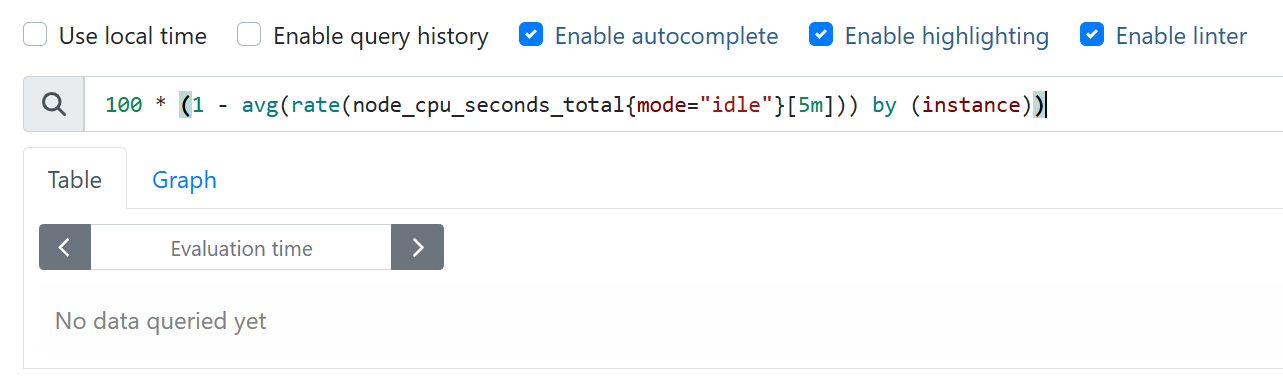 Use local time Enable query history Enable autocomplete Enable highlighting Enable linter
100 * (1 - avg(rate(node_cpu_seconds_total{mode="idle"}[5m])) by (instance))
Table Graph
Evaluation time
No data queried yet